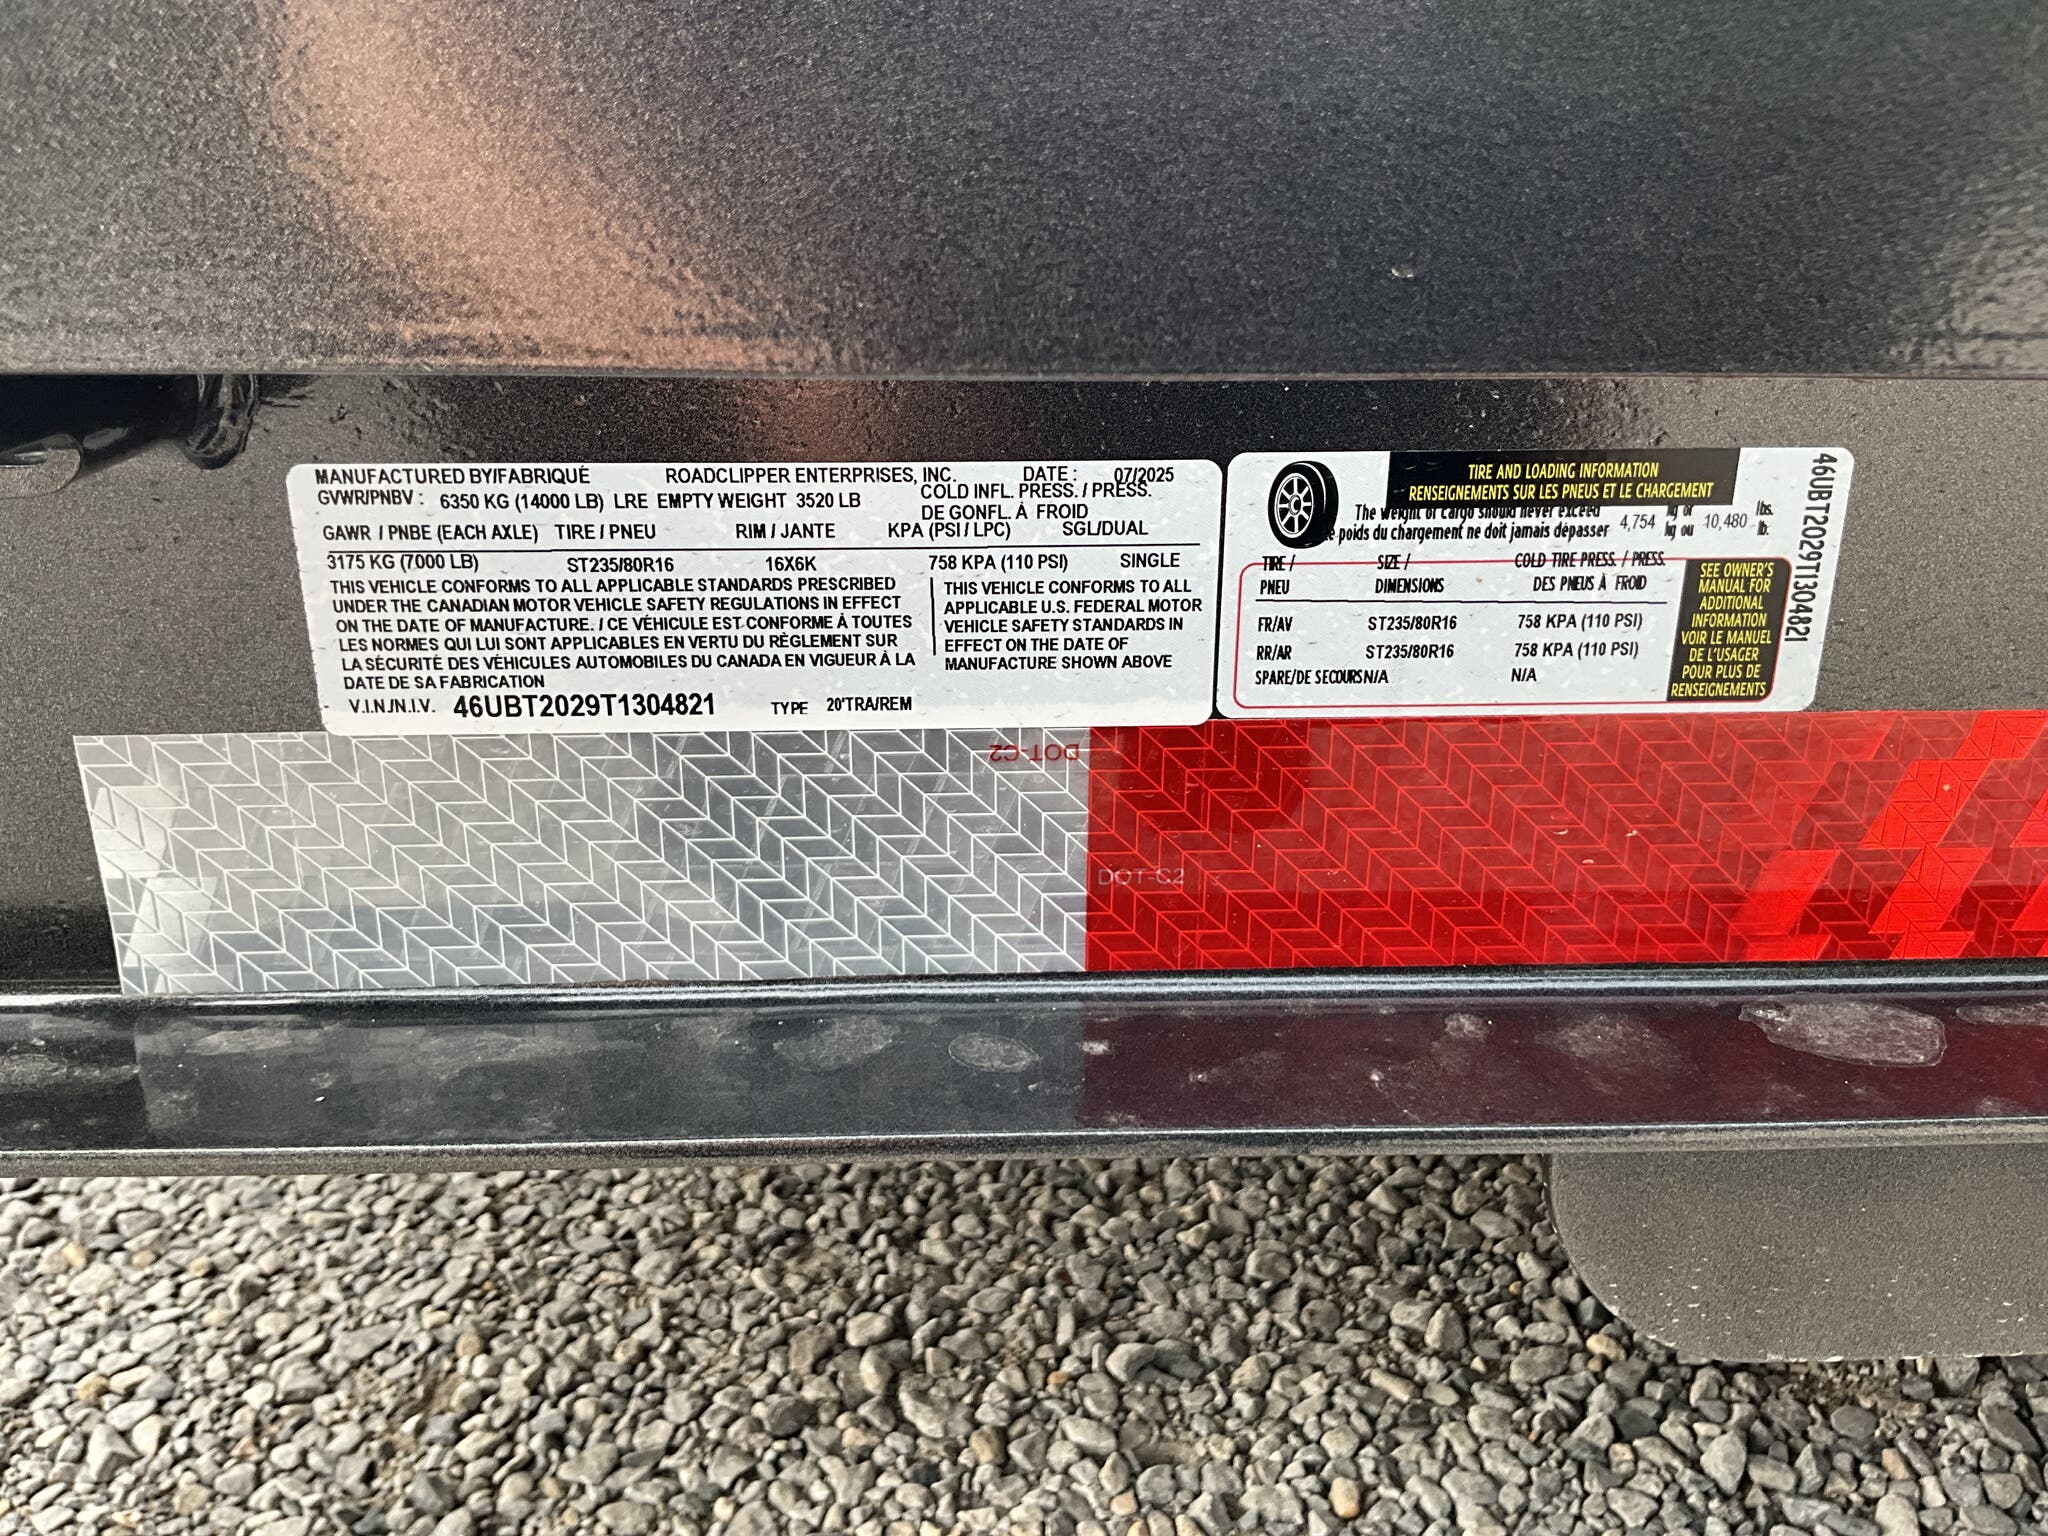 MANUFACTURED BY/FABRIQUÉ ROADCLIPPER ENTERPRISES, INC. DATE : 07/2025
GVWR/PNBV : 6350 KG (14000 LB) LRE EMPTY WEIGHT 3520 LB
COLD INFL. PRESS. / PRESS.
DE GONFL. À FROID
GAWR / PNBE (EACH AXLE) TIRE / PNEU RIM / JANTE KPA (PSI / LPC) SGL/DUAL
3175 KG (7000 LB) ST235/80R16 16X6K 758 KPA (110 PSI) SINGLE
THIS VEHICLE CONFORMS TO ALL APPLICABLE STANDARDS PRESCRIBED
UNDER THE CANADIAN MOTOR VEHICLE SAFETY REGULATIONS IN EFFECT
ON THE DATE OF MANUFACTURE. / CE VÉHICULE EST CONFORME À TOUTES
LES NORMES QUI LUI SONT APPLICABLES EN VERTU DU RÈGLEMENT SUR
LA SÉCURITÉ DES VÉHICULES AUTOMOBILES DU CANADA EN VIGUEUR À LA
DATE DE SA FABRICATION
THIS VEHICLE CONFORMS TO ALL
APPLICABLE U.S. FEDERAL MOTOR
VEHICLE SAFETY STANDARDS IN
EFFECT ON THE DATE OF
MANUFACTURE SHOWN ABOVE
V.I.N./N.I.V. 46UBT2029T1304821 TYPE 20'TRA/REM
TIRE AND LOADING INFORMATION
RENSEIGNEMENTS SUR LES PNEUS ET LE CHARGEMENT
The weight of cargo should never exceed kg or lbs.
Le poids du chargement ne doit jamais dépasser 4,754 kg ou 10,480 lb.
TIRE / SIZE / COLD TIRE PRESS. / PRESS.
PNEU DIMENSIONS DES PNEUS À FROID
FR/AV ST235/80R16 758 KPA (110 PSI)
RR/AR ST235/80R16 758 KPA (110 PSI)
SPARE/DE SECOURS N/A N/A
SEE OWNER'S
MANUAL FOR
ADDITIONAL
INFORMATION
VOIR LE MANUEL
DE L'USAGER
POUR PLUS DE
RENSEIGNEMENTS
46UBT2029T1304821
DOT-C2
DOT-C2